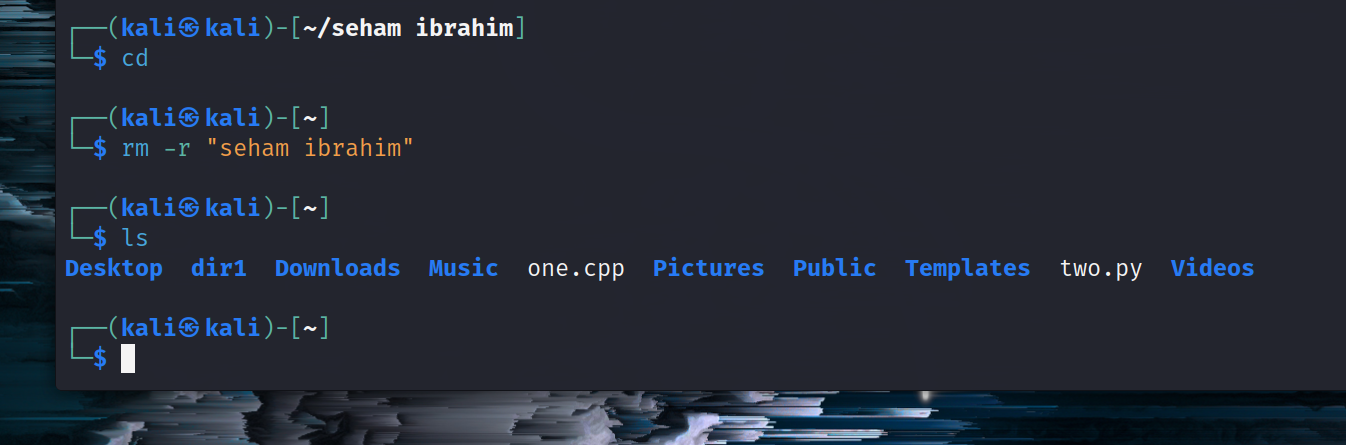 ┌──(kali㉿kali)-[~/seham ibrahim]
└─$ cd
┌──(kali㉿kali)-[~]
└─$ rm -r "seham ibrahim"
┌──(kali㉿kali)-[~]
└─$ ls
Desktop dir1 Downloads Music one.cpp Pictures Public Templates two.py Videos
┌──(kali㉿kali)-[~]
└─$